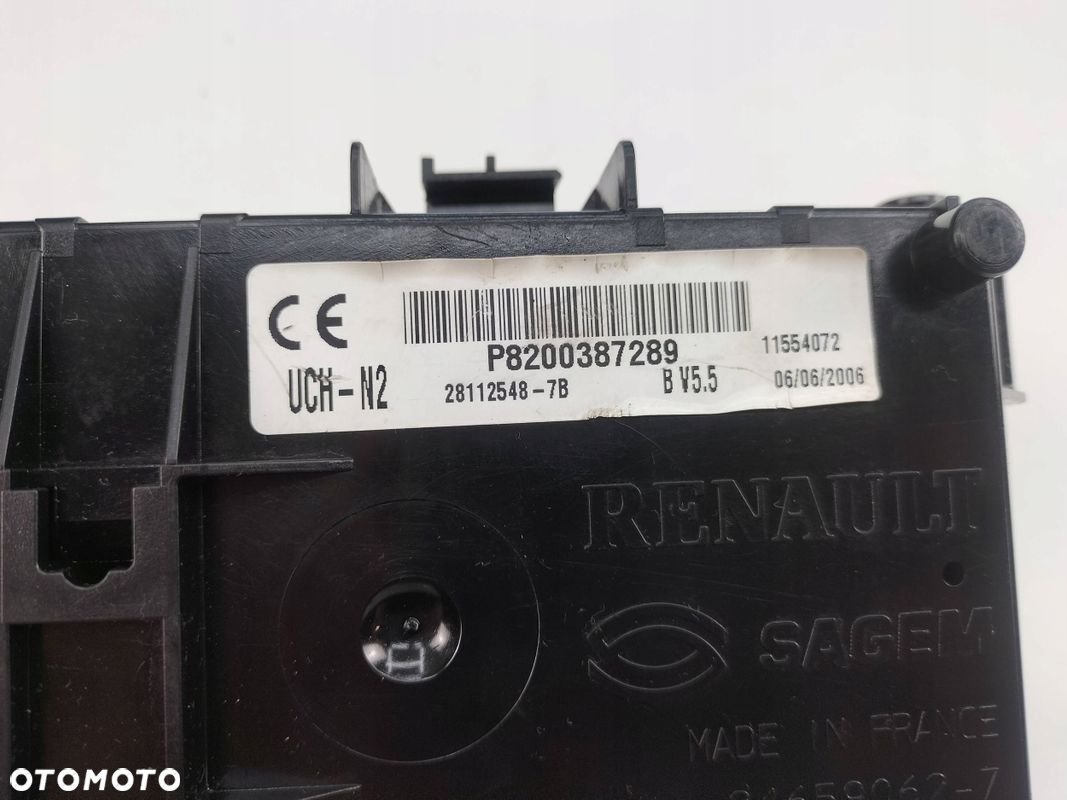 CE
P8200387289
11554072
UCH-N2
28112548-7B
B V5.5
06/06/2006
RENAULT
SAGEM
MADE IN FRANCE
OTOMOTO